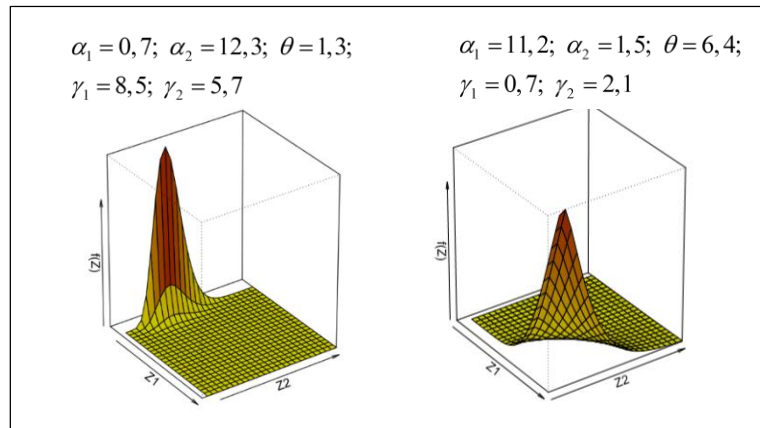 α₁ = 0,7; α₂ = 12,3; θ = 1,3;
γ₁ = 8,5; γ₂ = 5,7
f(Z)
Z1
Z2
α₁ = 11,2; α₂ = 1,5; θ = 6,4;
γ₁ = 0,7; γ₂ = 2,1
f(Z)
Z1
Z2